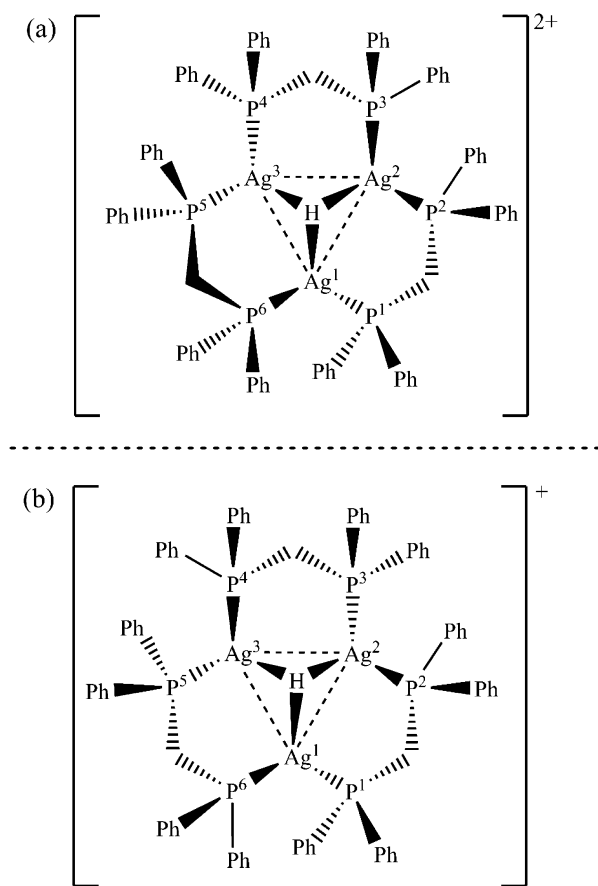 (a)
2+
Ph Ph
Ph P⁴ P³ Ph
Ph Ag³ Ag² Ph
Ph P⁵ H P² Ph
Ag¹
P⁶ P¹
Ph Ph Ph Ph
(b)
+
Ph Ph
Ph P⁴ P³ Ph
Ph Ag³ Ag² Ph
Ph P⁵ H P² Ph
Ag¹
P⁶ P¹
Ph Ph Ph Ph